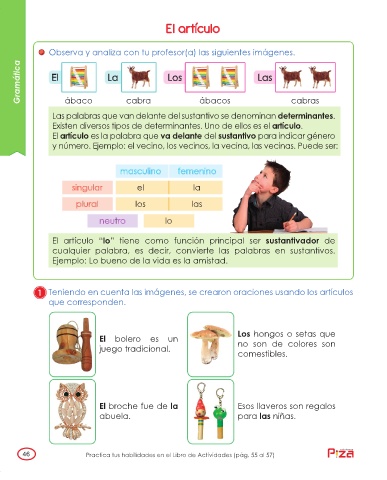 El artículo
Gramática
Observa y analiza con tu profesor(a) las siguientes imágenes.
El La Los Las
ábaco cabra ábacos cabras
Las palabras que van delante del sustantivo se denominan determinantes.
Existen diversos tipos de determinantes. Uno de ellos es el artículo.
El artículo es la palabra que va delante del sustantivo para indicar género
y número. Ejemplo: el vecino, los vecinos, la vecina, las vecinas. Puede ser:
masculino femenino
singular el la
plural los las
neutro lo
El artículo "lo" tiene como función principal ser sustantivador de
cualquier palabra, es decir, convierte las palabras en sustantivos.
Ejemplo: Lo bueno de la vida es la amistad.
1 Teniendo en cuenta las imágenes, se crearon oraciones usando los artículos
que corresponden.
El bolero es un
juego tradicional.
Los hongos o setas que
no son de colores son
comestibles.
El broche fue de la
abuela.
Esos llaveros son regalos
para las niñas.
46
Practica tus habilidades en el Libro de Actividades (pág. 55 al 57)
Piza